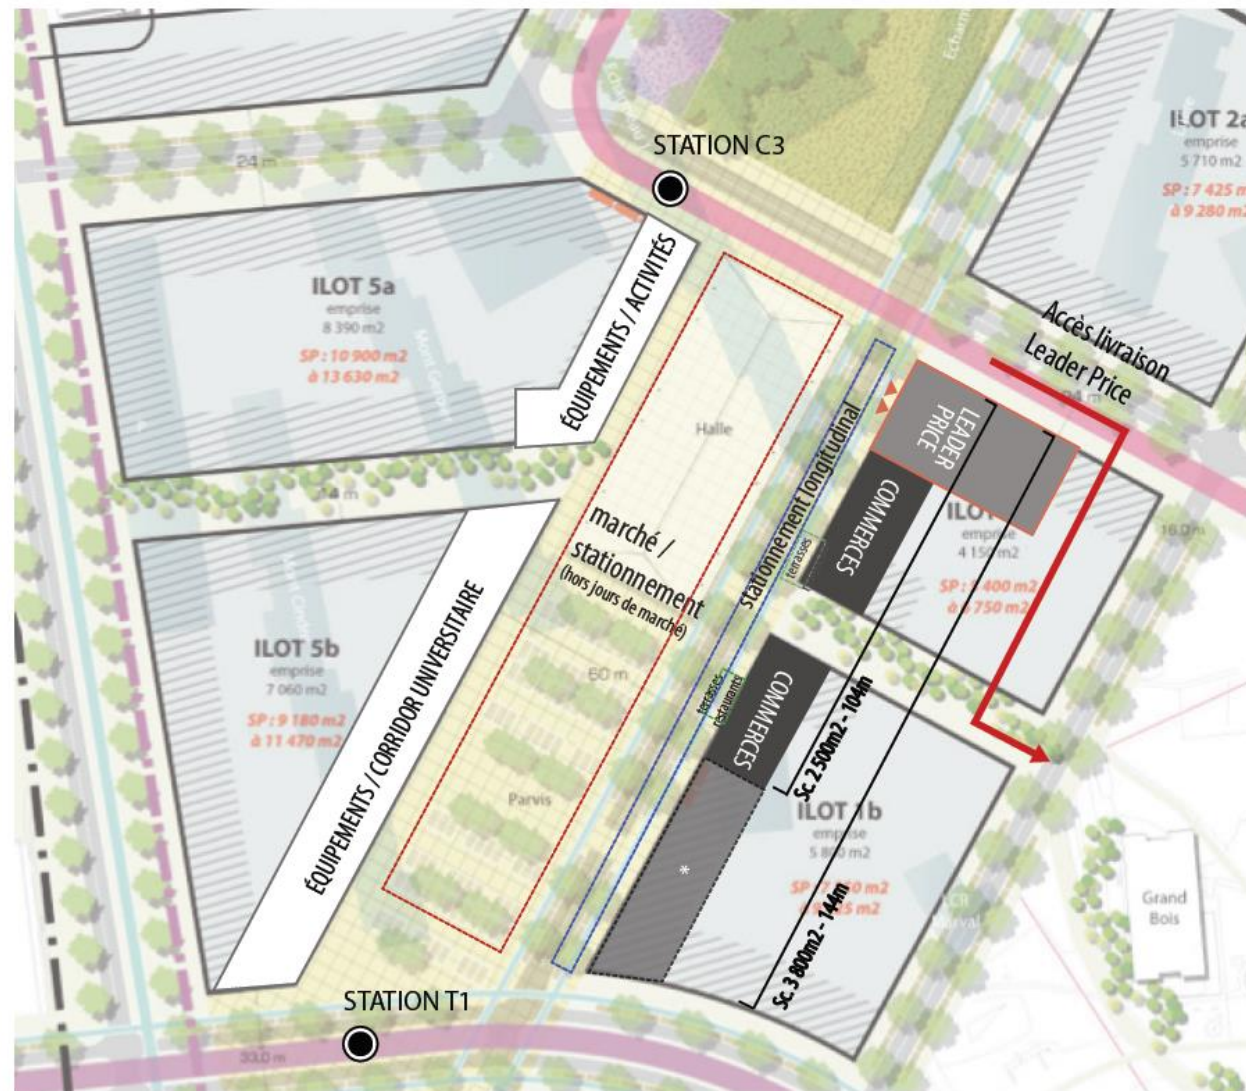 STATION C3
24 m
ILOT 2a
emprise
5 710 m2
à 9 280 m2
ILOT 5a
emprise
8 390 m2
SP : 10 900 m2
à 13 630 m2
ÉQUIPEMENTS / ACTIVITÉS
Accès livraison
Leader Price
Halle
stationnement longitudinal
LEADER
PRICE
COMMERCES
emprise
4 150 m2
16.0 m
marché /
stationnement
(hors jours de marché)
terrasses
14 m
ILOT 5b
emprise
7 060 m2
SP : 9 180 m2
à 11 470 m2
ÉQUIPEMENTS / CORRIDOR UNIVERSITAIRE
60 m
terrasses
restaurants
COMMERCES
Sc. 2 500m2 - 104m
Parvis
ILOT 1b
emprise
*
Sc. 3 800m2 - 144m
Grand
Bois
STATION T1
33,0 m